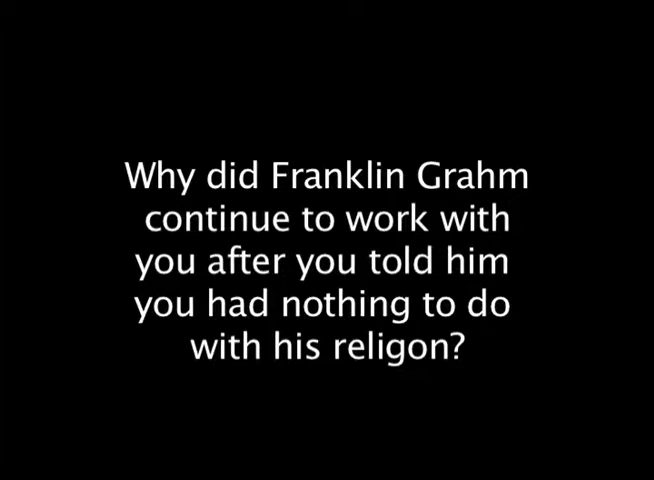 Why did Franklin Grahm
continue to work with
you after you told him
you had nothing to do
with his religon?